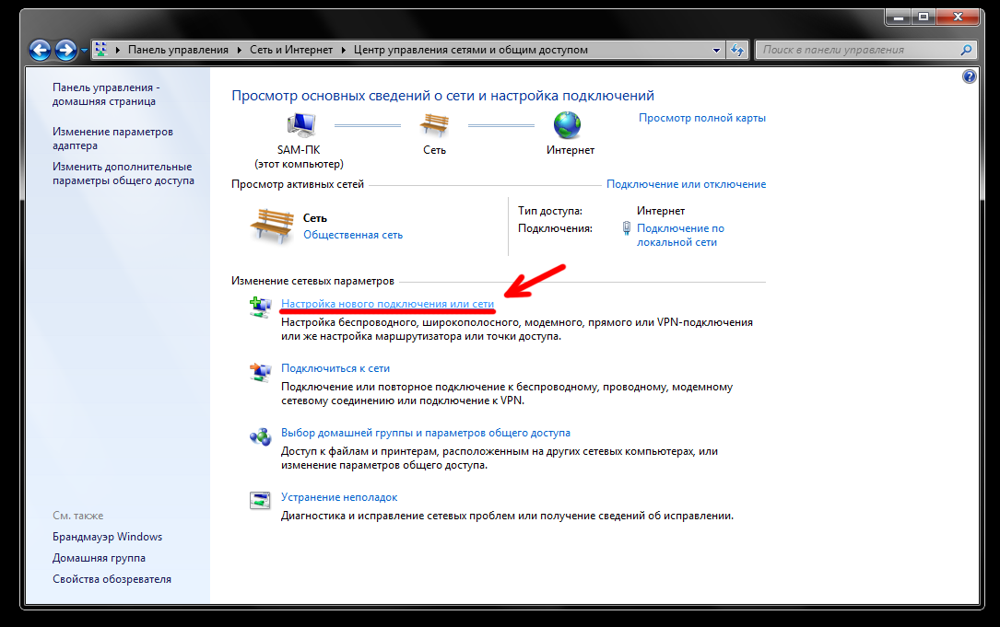 Панель управления
Сеть и Интернет
Центр управления сетями и общим доступом
Поиск в панели управления
Панель управления -
домашняя страница
Изменение параметров
адаптера
Изменить дополнительные
параметры общего доступа
Просмотр основных сведений о сети и настройка подключений
Просмотр полной карты
SAM-ПК
(этот компьютер)
Сеть
Интернет
Просмотр активных сетей
Подключение или отключение
Сеть
Общественная сеть
Тип доступа:
Интернет
Подключения:
Подключение по
локальной сети
Изменение сетевых параметров
Настройка нового подключения или сети
Настройка беспроводного, широкополосного, модемного, прямого или VPN-подключения
или же настройка маршрутизатора или точки доступа.
Подключиться к сети
Подключение или повторное подключение к беспроводному, проводному, модемному
сетевому соединению или подключение к VPN.
Выбор домашней группы и параметров общего доступа
Доступ к файлам и принтерам, расположенным на других сетевых компьютерах, или
изменение параметров общего доступа.
Устранение неполадок
Диагностика и исправление сетевых проблем или получение сведений об исправлении.
См. также
Брандмауэр Windows
Домашняя группа
Свойства обозревателя